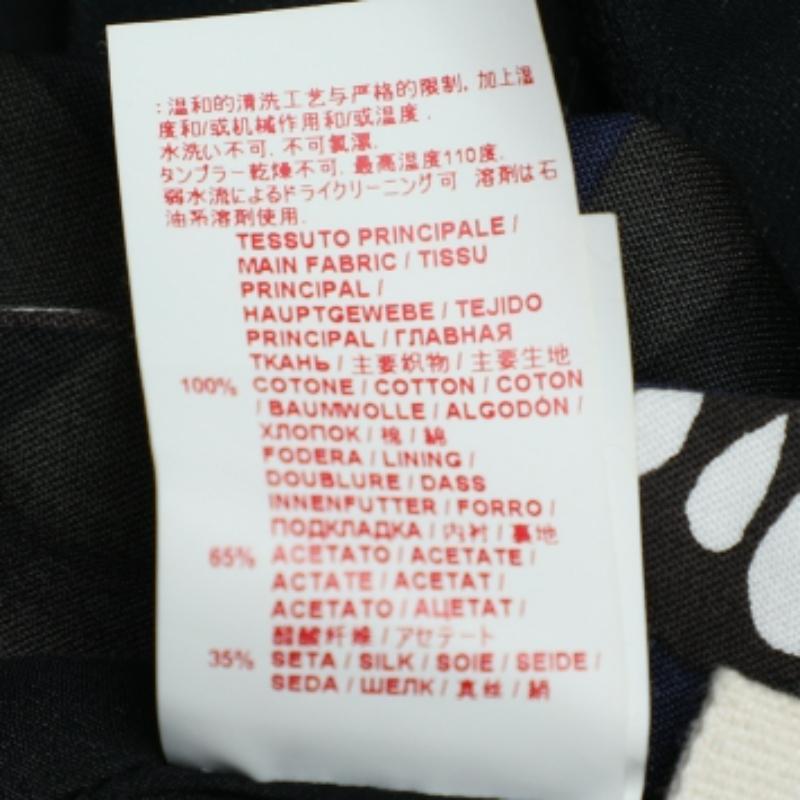 :温和的清洗工艺与严格的限制, 加上温
度和/或机械作用和/或温度 .
水洗い不可, 不可氯漂.
タンブラー乾燥不可, 最高温度110度.
弱水流によるドライクリーニング可 溶剤は石
油系溶剤使用.
TESSUTO PRINCIPALE /
MAIN FABRIC / TISSU
PRINCIPAL /
HAUPTGEWEBE / TEJIDO
PRINCIPAL / ГЛАВНАЯ
ТКАНЬ / 主要织物 / 主要生地
100% COTONE / COTTON / COTON
/ BAUMWOLLE / ALGODÓN /
ХЛОПОК / 棉 / 綿
FODERA / LINING /
DOUBLURE / DASS
INNENFUTTER / FORRO /
ПОДКЛАДКА / 内衬 / 裏地
65% ACETATO / ACETATE /
ACTATE / ACETAT /
ACETATO / АЦЕТАТ /
醋酸纤维 / アセテート
35% SETA / SILK / SOIE / SEIDE /
SEDA / ШЕЛК / 真丝 / 絹